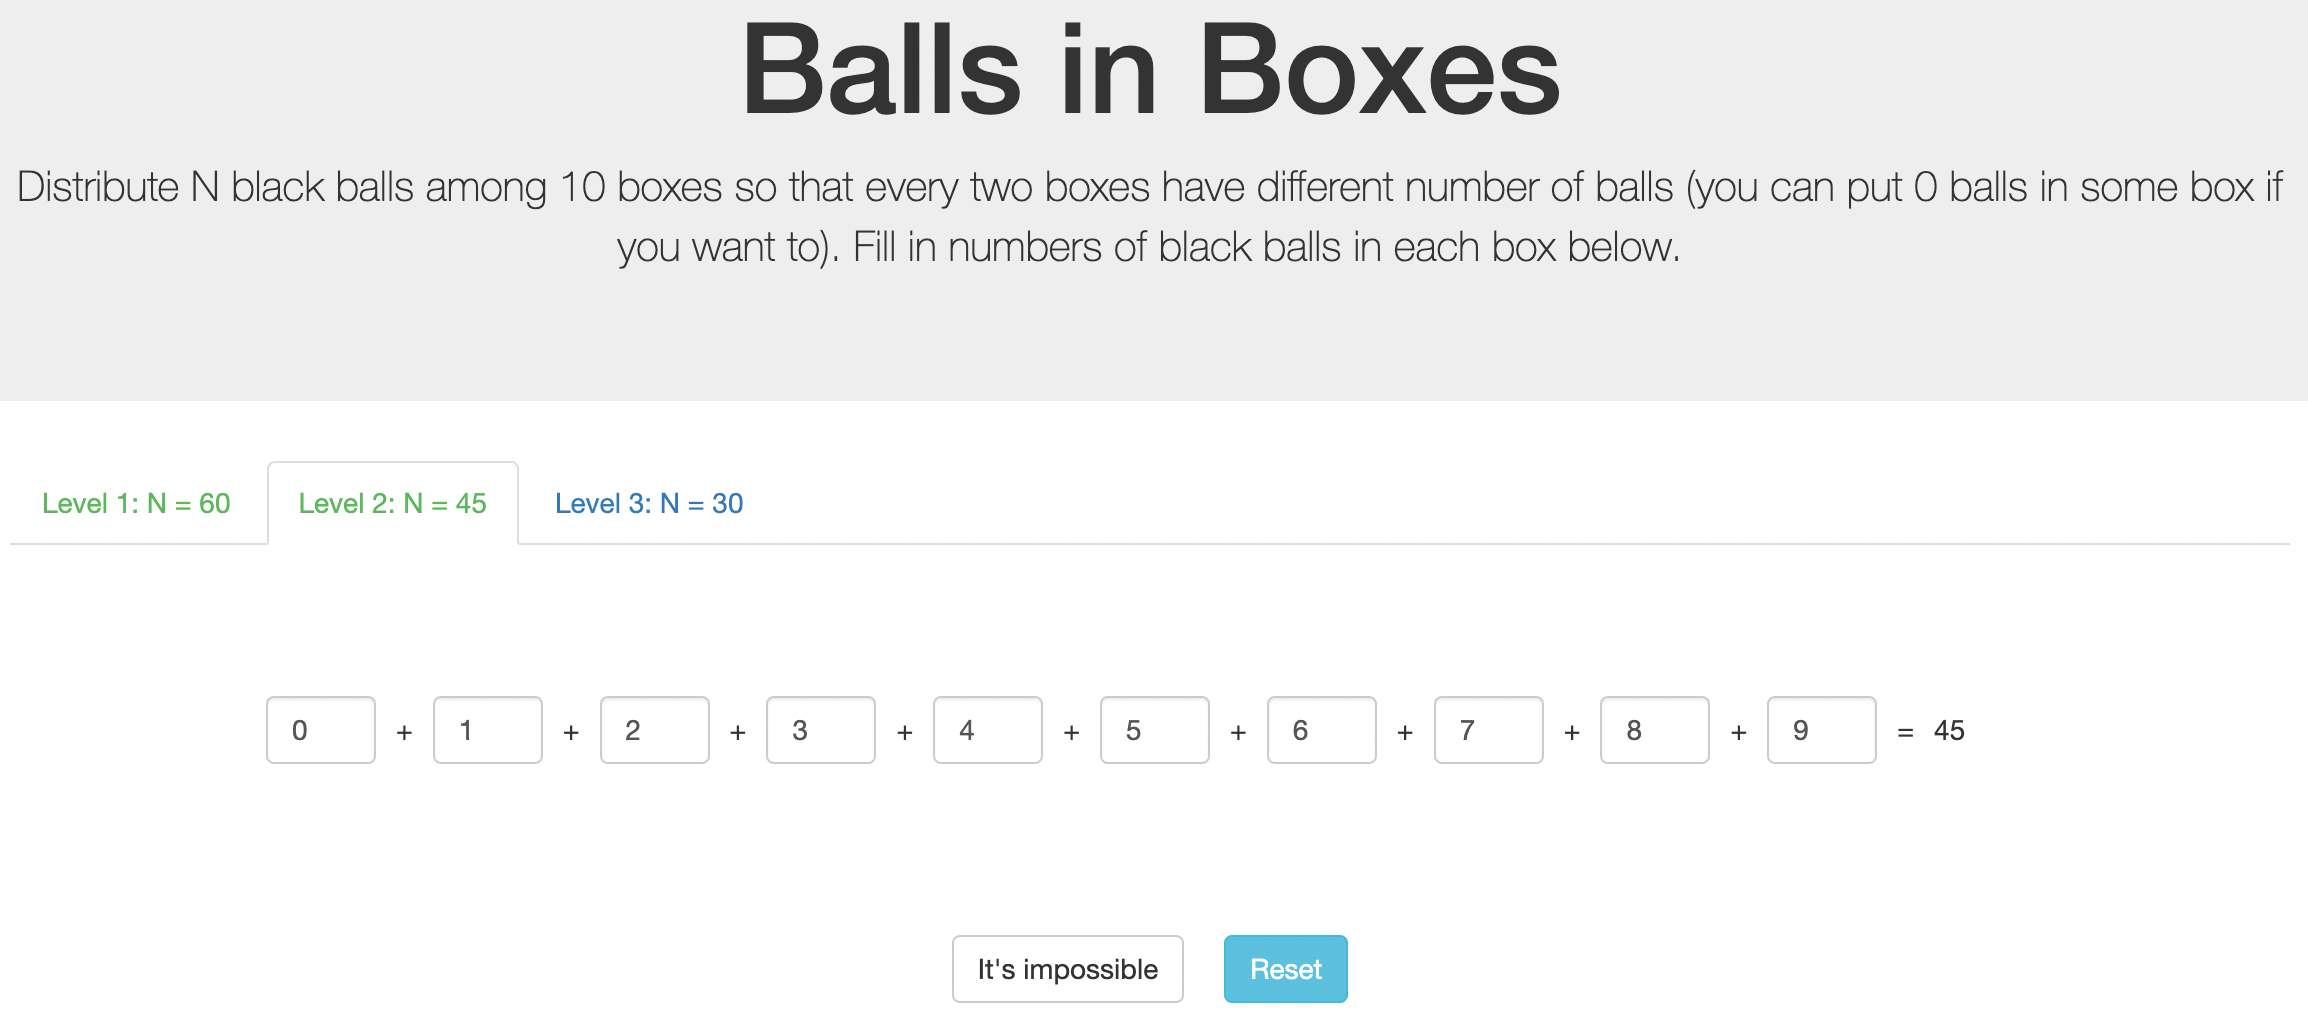 Balls in Boxes
Distribute N black balls among 10 boxes so that every two boxes have different number of balls (you can put 0 balls in some box if
you want to). Fill in numbers of black balls in each box below.
Level 1: N = 60 Level 2: N = 45 Level 3: N = 30
0 + 1 + 2 + 3 + 4 + 5 + 6 + 7 + 8 + 9 = 45
It's impossible Reset